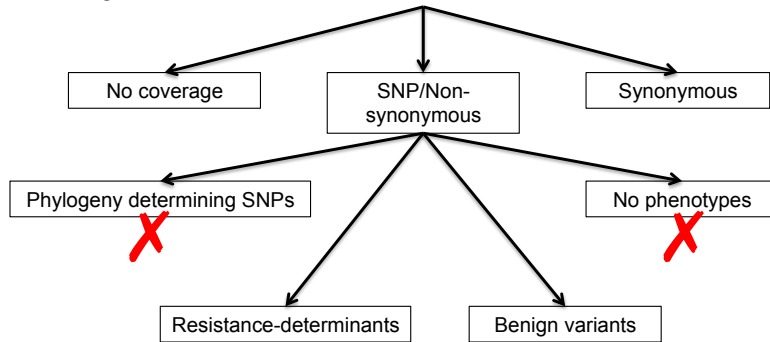 No coverage
SNP/Non-
synonymous
Synonymous
Phylogeny determining SNPs
No phenotypes
Resistance-determinants
Benign variants